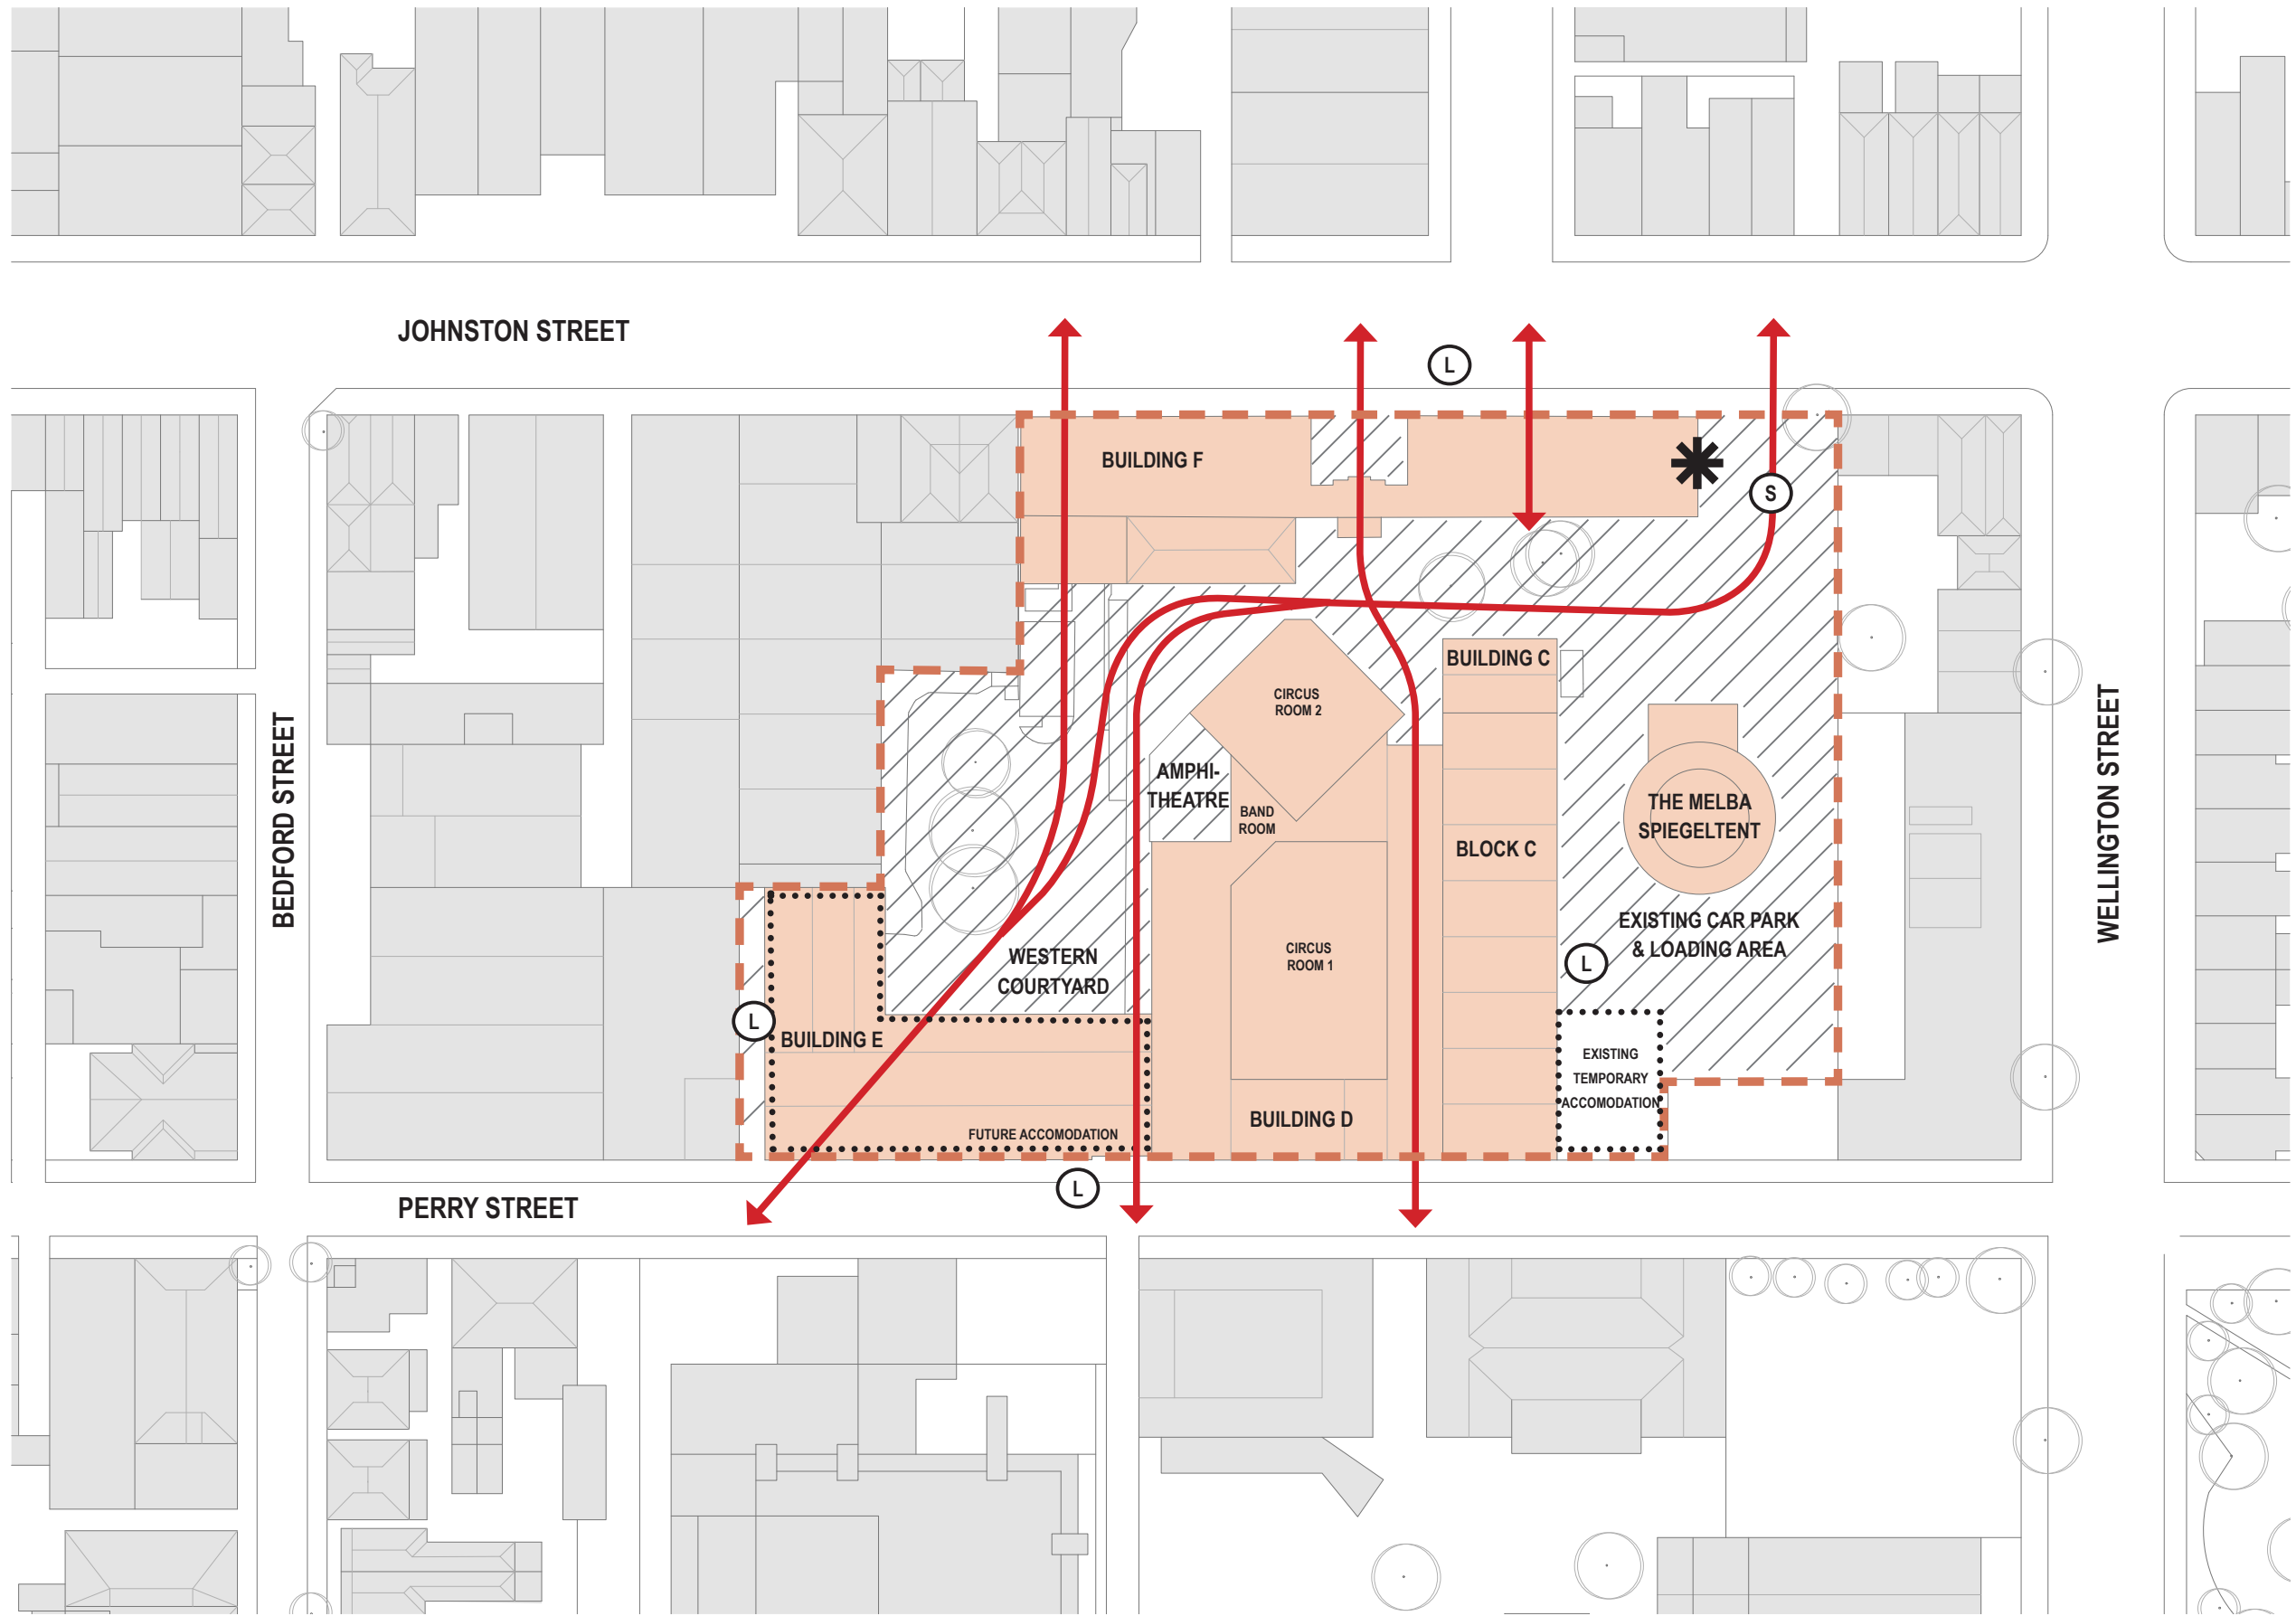 JOHNSTON STREET
L
BUILDING F
S
BUILDING C
CIRCUS
ROOM 2
AMPHI-
THEATRE
BAND
ROOM
THE MELBA
SPIEGELTENT
BLOCK C
BEDFORD STREET
WELLINGTON STREET
EXISTING CAR PARK
& LOADING AREA
CIRCUS
ROOM 1
WESTERN
COURTYARD
L
L
BUILDING E
EXISTING
TEMPORARY
ACCOMODATION
BUILDING D
FUTURE ACCOMODATION
L
PERRY STREET